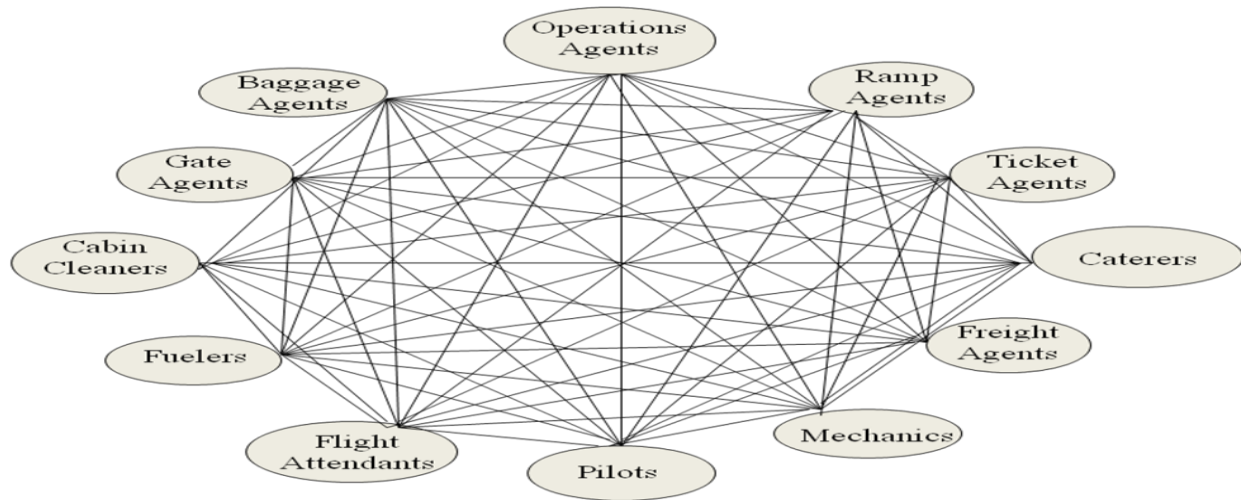 Operations
Agents
Ramp
Agents
Baggage
Agents
Ticket
Agents
Gate
Agents
Cabin
Cleaners
Caterers
Freight
Agents
Fuelers
Mechanics
Flight
Attendants
Pilots